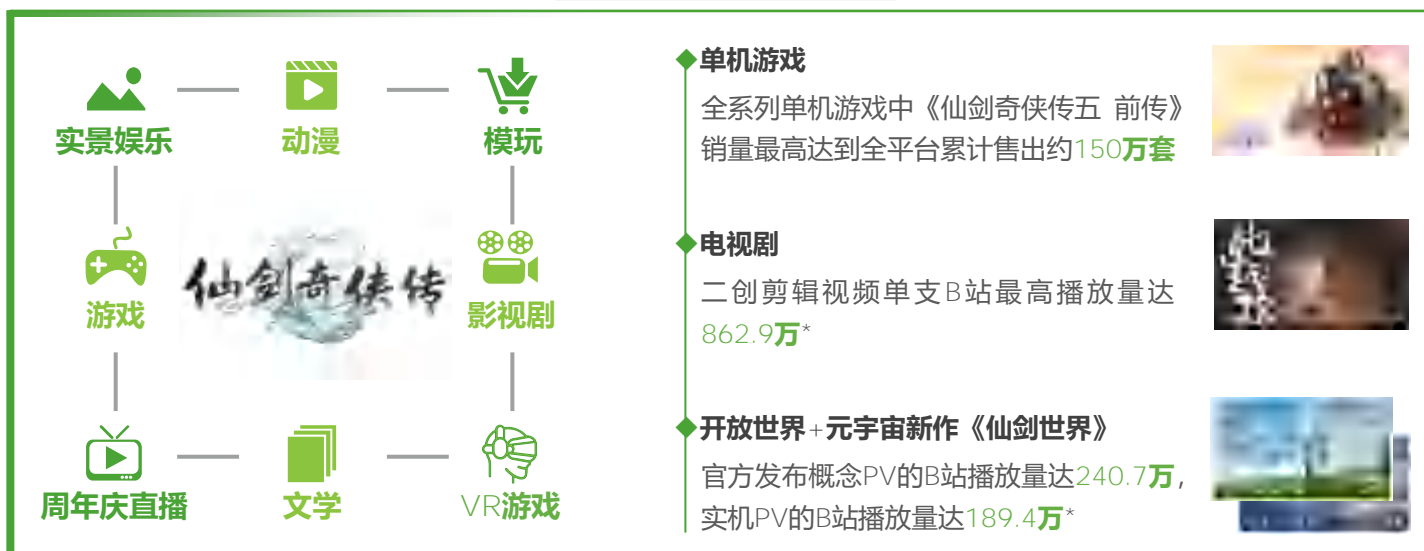 实景娱乐
动漫
模玩
游戏
仙剑奇侠传
影视剧
周年庆直播
文学
VR游戏
单机游戏
全系列单机游戏中《仙剑奇侠传五 前传》
销量最高达到全平台累计售出约150万套
电视剧
二创剪辑视频单支B站最高播放量达
862.9万*
开放世界+元宇宙新作《仙剑世界》
官方发布概念PV的B站播放量达240.7万，
实机PV的B站播放量达189.4万*